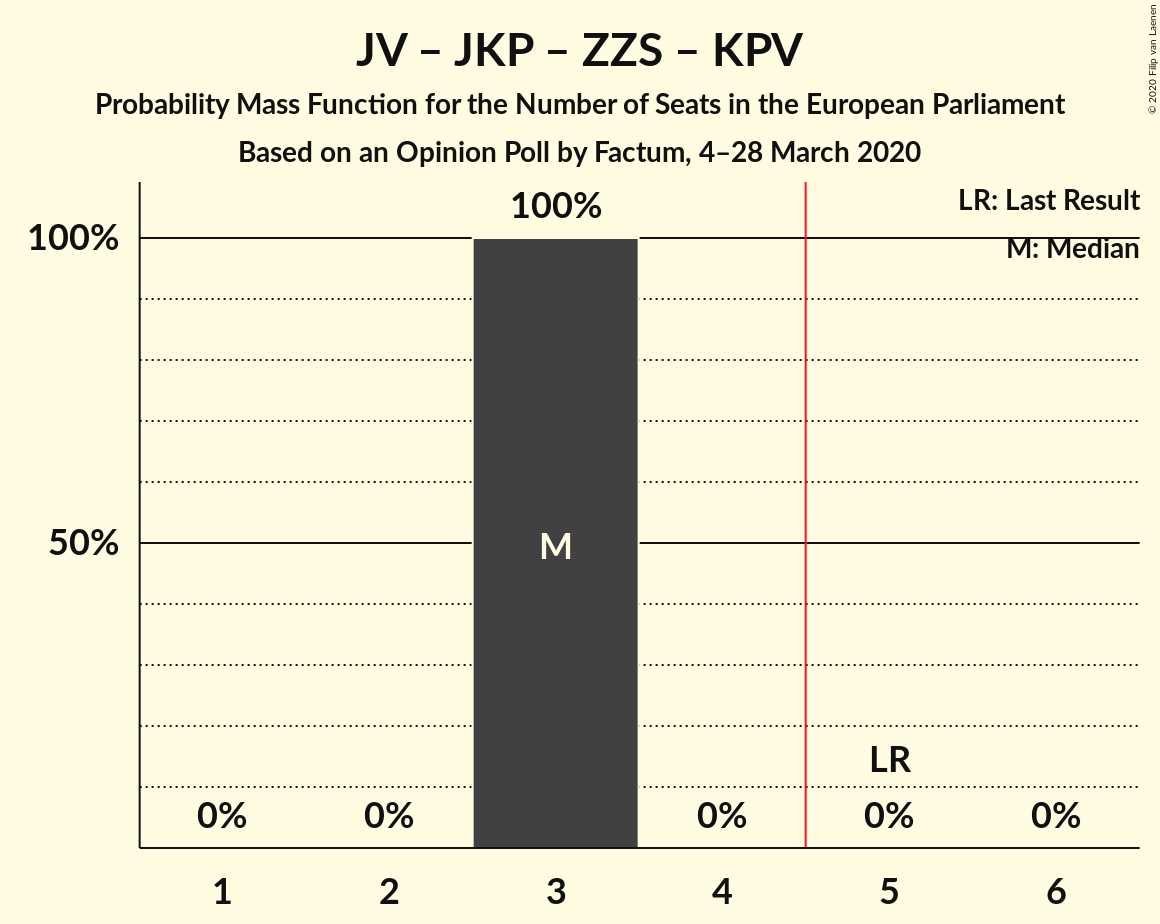 JV – JKP – ZZS – KPV
Probability Mass Function for the Number of Seats in the European Parliament
Based on an Opinion Poll by Factum, 4–28 March 2020
© 2020 Filip van Laenen
LR: Last Result
M: Median
100%
100%
50%
M
LR
0%
0%
0%
0%
0%
1
2
3
4
5
6